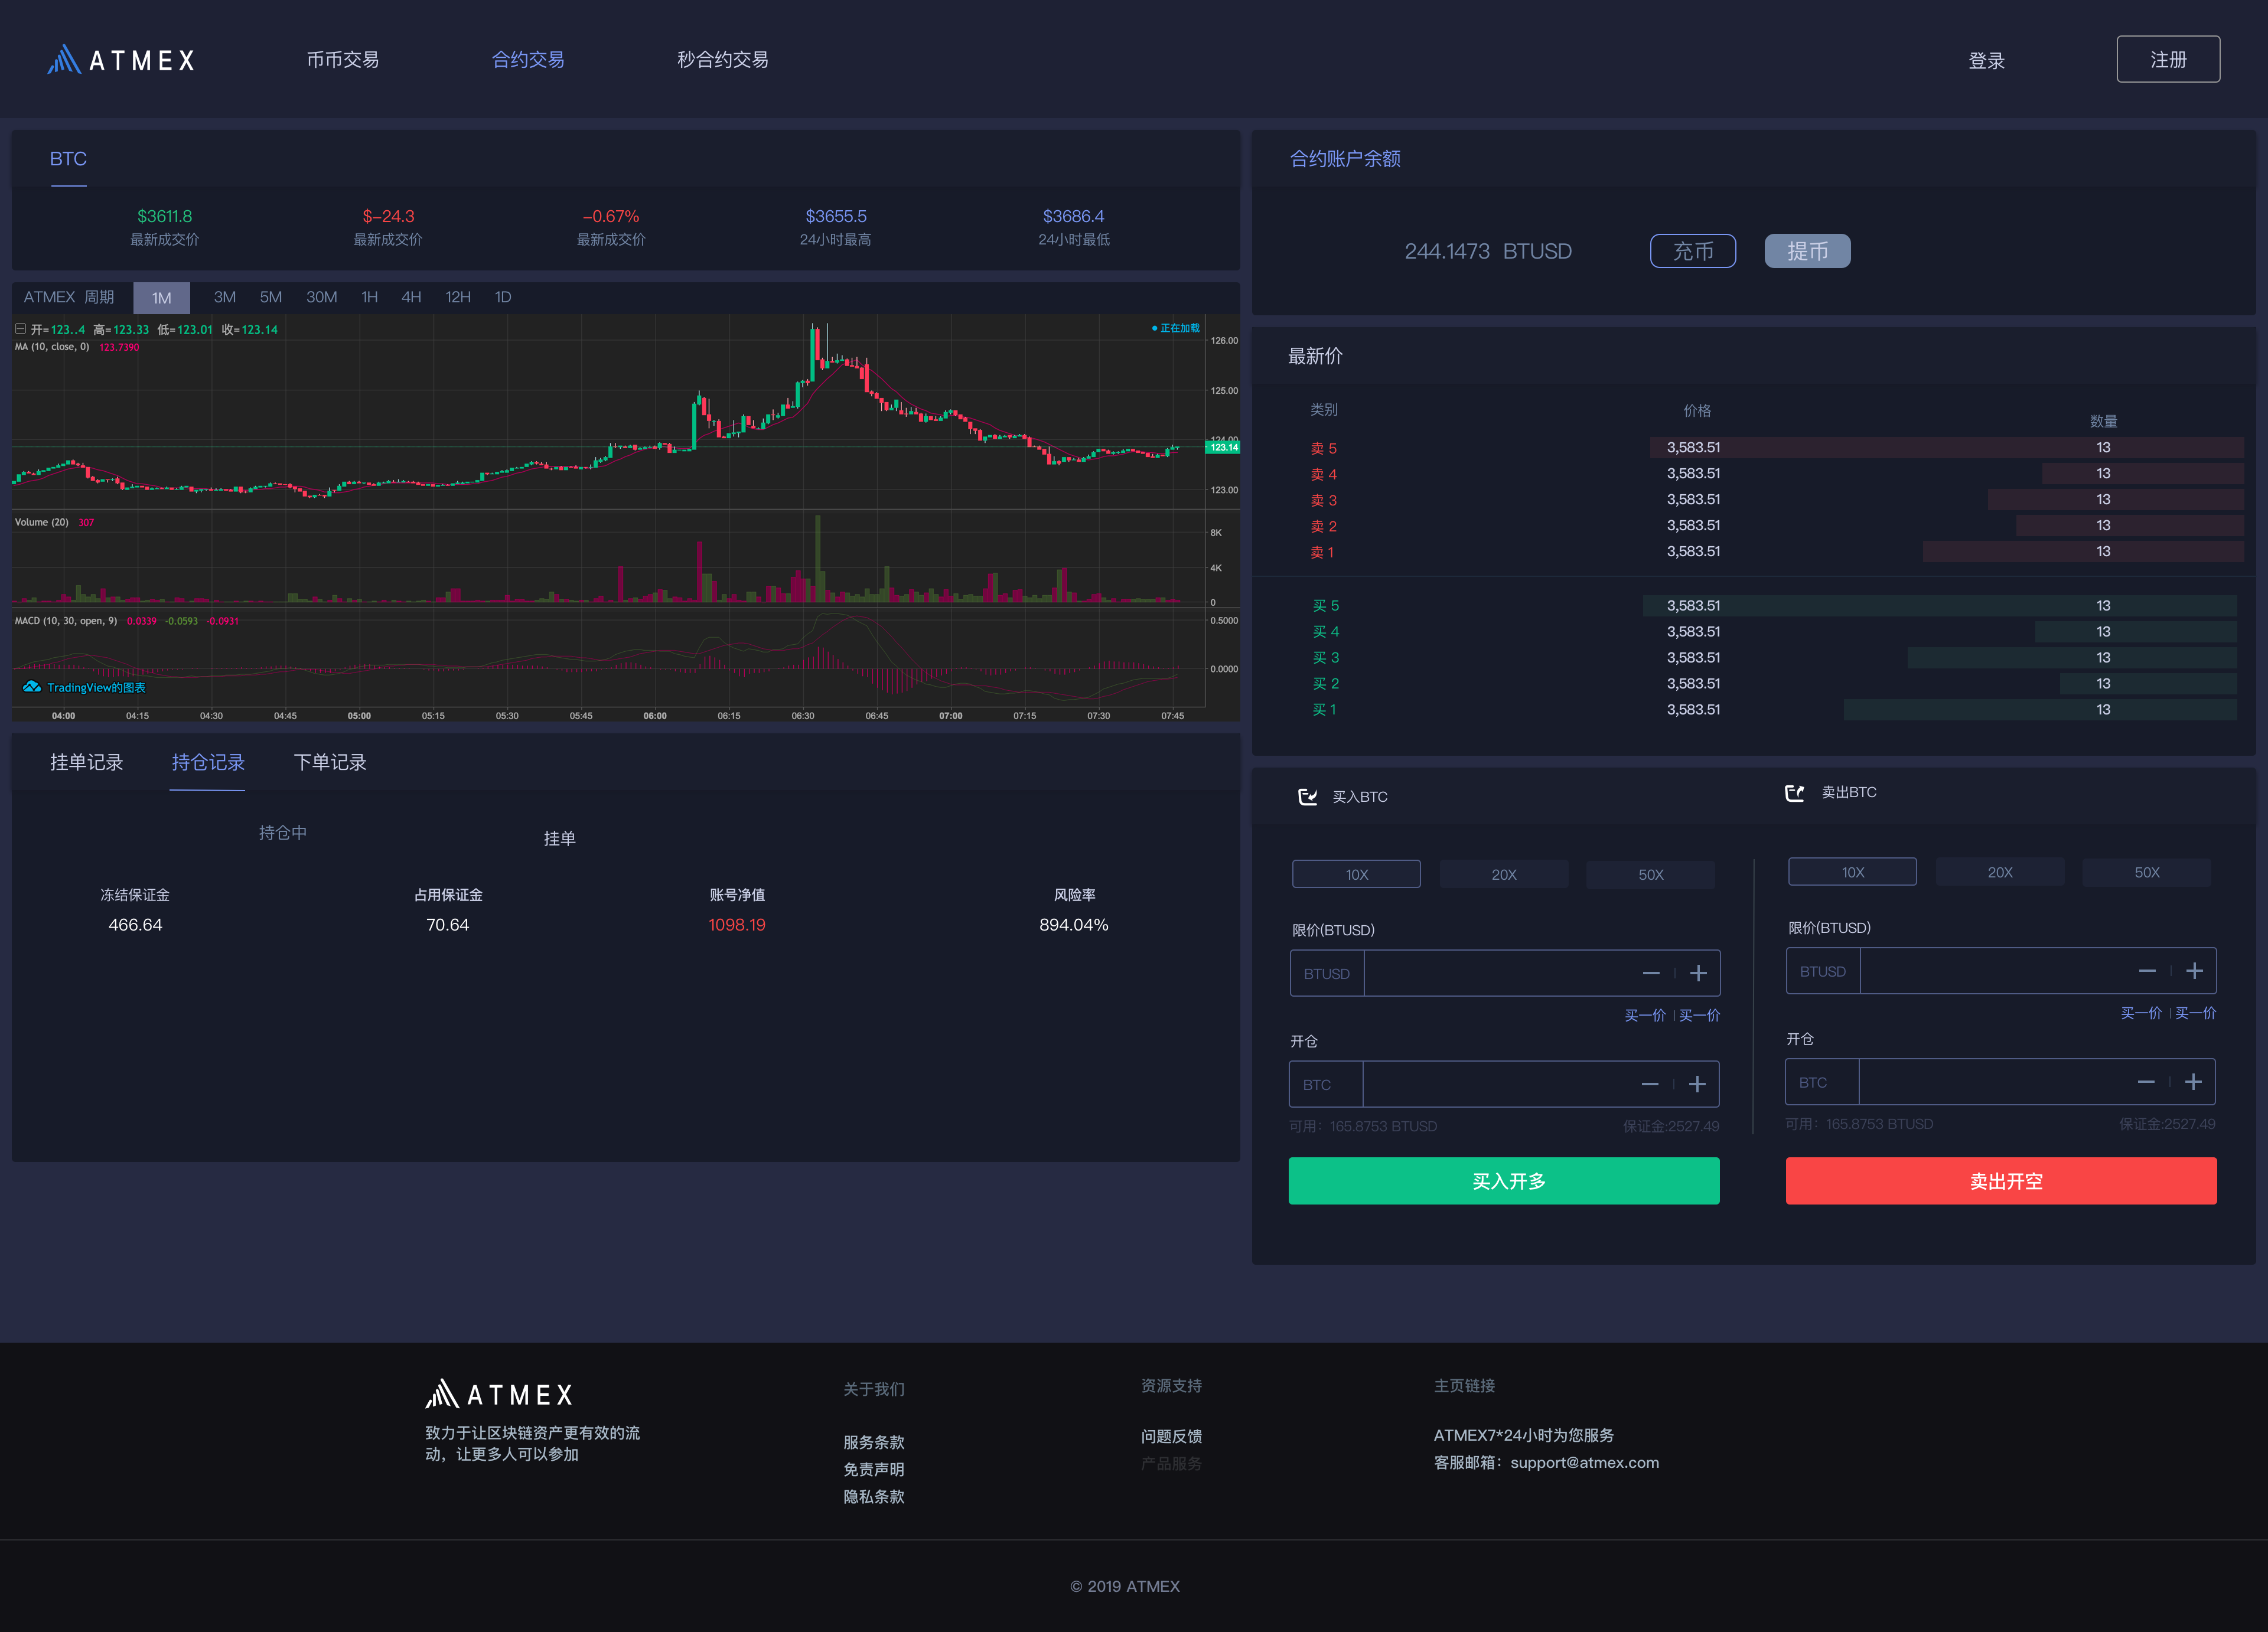 ATMEX 币币交易 合约交易 秒合约交易 登录 注册
BTC
$3611.8 $-24.3 -0.67% $3655.5 $3686.4
最新成交价 最新成交价 最新成交价 24小时最高 24小时最低
ATMEX 周期 1M 3M 5M 30M 1H 4H 12H 1D
开=123..4 高=123.33 低=123.01 收=123.14 正在加载
MA (10, close, 0) 123.7390
126.00
125.00
124.00
123.14
123.00
Volume (20) 307
8K
4K
0
MACD (10, 30, open, 9) 0.0339 -0.0593 -0.0931
0.5000
0.0000
TradingView的图表
04:00 04:15 04:30 04:45 05:00 05:15 05:30 05:45 06:00 06:15 06:30 06:45 07:00 07:15 07:30 07:45
挂单记录 持仓记录 下单记录
持仓中 挂单
冻结保证金 占用保证金 账号净值 风险率
466.64 70.64 1098.19 894.04%
合约账户余额
244.1473 BTUSD 充币 提币
最新价
类别 价格 数量
卖 5 3,583.51 13
卖 4 3,583.51 13
卖 3 3,583.51 13
卖 2 3,583.51 13
卖 1 3,583.51 13
买 5 3,583.51 13
买 4 3,583.51 13
买 3 3,583.51 13
买 2 3,583.51 13
买 1 3,583.51 13
买入BTC
10X 20X 50X
限价(BTUSD)
BTUSD
买一价 | 买一价
开仓
BTC
可用：165.8753 BTUSD 保证金:2527.49
买入开多
卖出BTC
10X 20X 50X
限价(BTUSD)
BTUSD
买一价 | 买一价
开仓
BTC
可用：165.8753 BTUSD 保证金:2527.49
卖出开空
ATMEX
致力于让区块链资产更有效的流
动，让更多人可以参加
关于我们
服务条款
免责声明
隐私条款
资源支持
问题反馈
产品服务
主页链接
ATMEX7*24小时为您服务
客服邮箱：support@atmex.com
© 2019 ATMEX